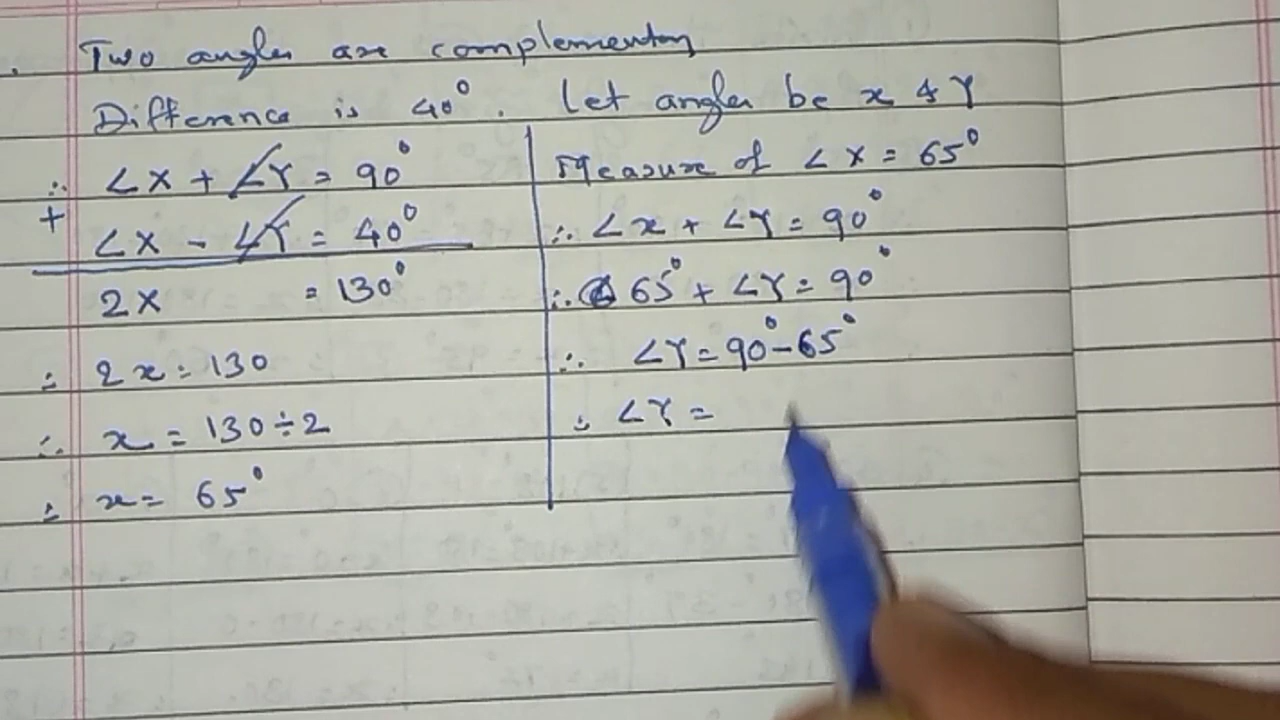 Two angles are complementary
Difference is 40°. Let angles be x & Y
∴ ∠X + ∠Y = 90°
+ ∠X - ∠Y = 40°
2X = 130°
∴ 2x = 130
∴ x = 130 ÷ 2
∴ x = 65°
Measure of ∠X = 65°
∴ ∠x + ∠Y = 90°
∴ 65° + ∠Y = 90°
∴ ∠Y = 90° - 65°
∴ ∠Y =